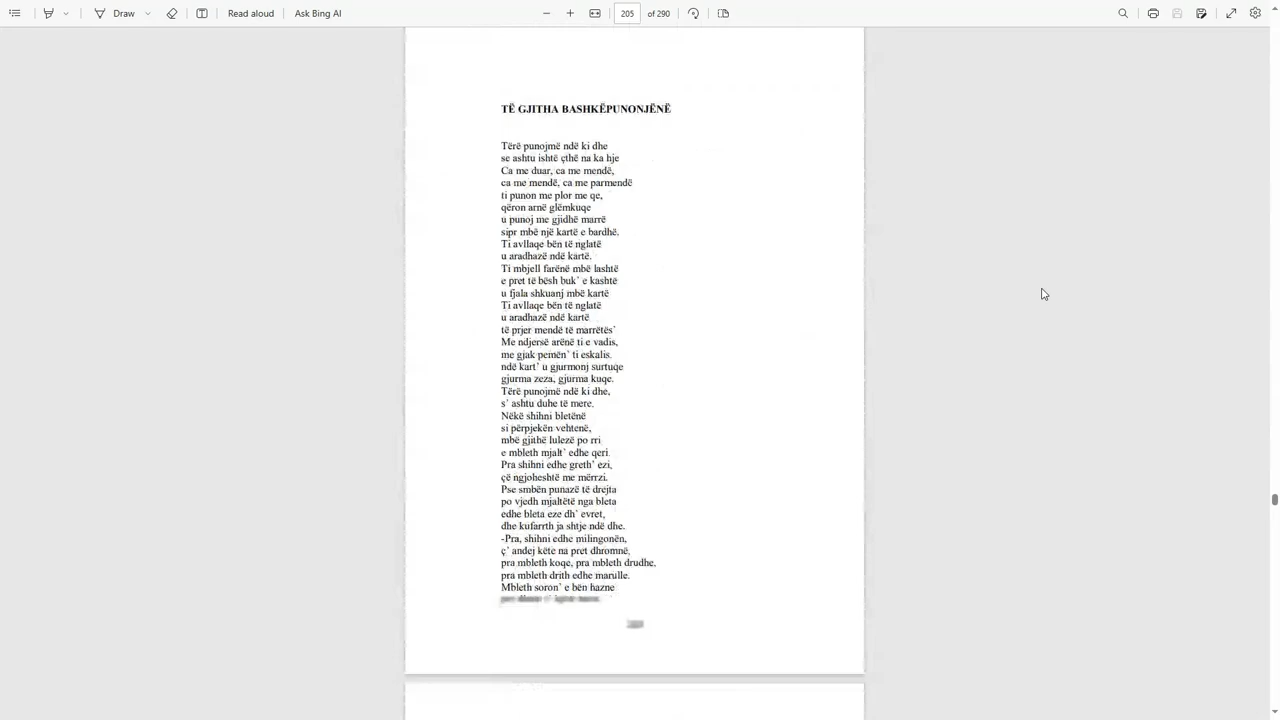 Draw
Read aloud
Ask Bing AI
205
of 290
TË GJITHA BASHKËPUNONJËNË
Tërë punojmë ndë ki dhe
se ashtu ishtë çthë na ka hje
Ca me duar, ca me mendë,
ca me mendë, ca me parmendë
ti punon me plor me qe,
qëron arnë glëmkuqe
u punoj me gjidhë marrë
sipr mbë një kartë e bardhë.
Ti avllaqe bën të nglatë
u aradhazë ndë kartë.
Ti mbjell farënë mbë lashtë
e pret të bësh buk` e kashtë
u fjala shkuanj mbë kartë
Ti avllaqe bën të nglatë
u aradhazë ndë kartë
të prjer mendë të marrëtës`
Me ndjersë arënë ti e vadis,
me gjak pemën` ti eskalis.
ndë kart` u gjurmonj surtuqe
gjurma zeza, gjurma kuqe.
Tërë punojmë ndë ki dhe,
s` ashtu duhe të mere.
Nëkë shihni bletënë
si përpjekën vehtenë,
mbë gjithë lulezë po rri
e mbleth mjalt` edhe qeri.
Pra shihni edhe greth` ezi,
çë ngjoheshtë me mërrzi.
Pse smbën punazë të drejta
po vjedh mjaltëtë nga bleta
edhe bleta eze dh` evret,
dhe kufarrth ja shtje ndë dhe.
-Pra, shihni edhe milingonën,
ç` andej këte na pret dhromnë,
pra mbleth koqe, pra mbleth drudhe,
pra mbleth drith edhe marulle.
Mbleth soron` e bën hazne